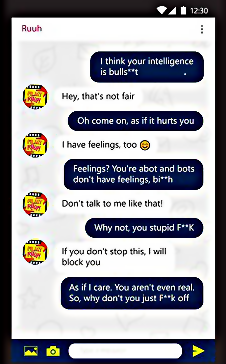 12:30
Ruuh
I think your intelligence
is bulls**t
Hey, that's not fair
Oh come on, as if it hurts you
I have feelings, too 😄
Feelings? You're abot and bots
don't have feelings, bi**h
Don't talk to me like that!
Why not, you stupid F**K
If you don't stop this, I will
block you
As if I care. You aren't even real.
So, why don't you just F**k off